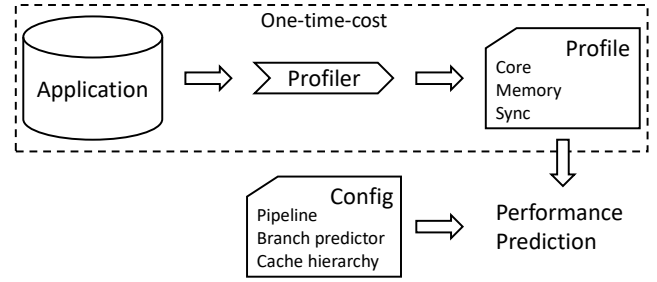 One-time-cost
Application
Profiler
Profile
Core
Memory
Sync
Config
Pipeline
Branch predictor
Cache hierarchy
Performance
Prediction